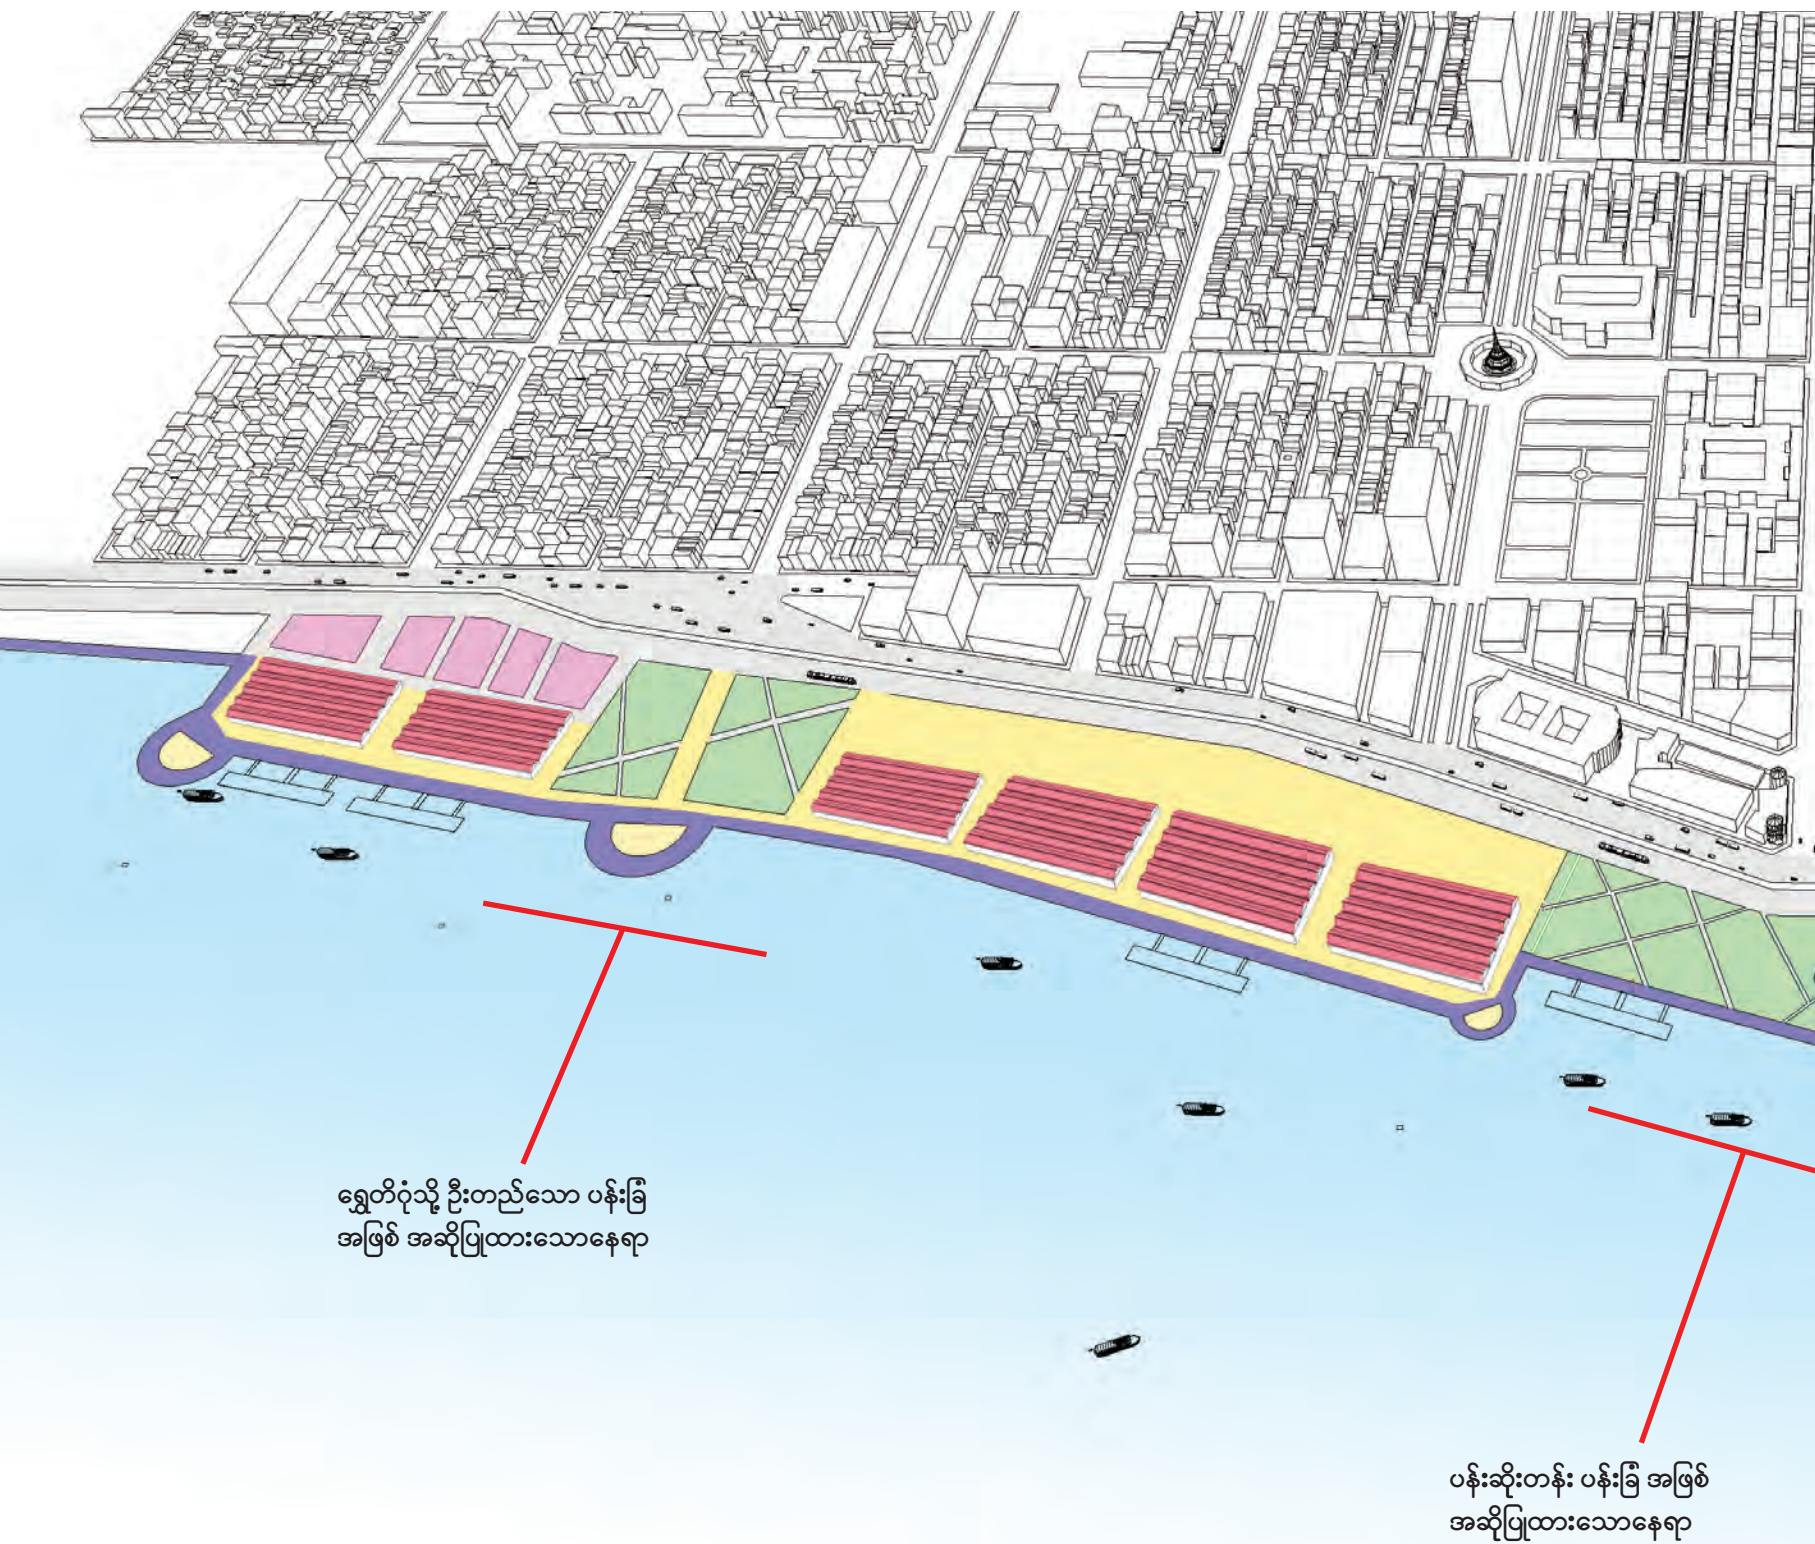 ရွှေတိဂုံသို့ ဦးတည်သော ပန်းခြံ
အဖြစ် အဆိုပြုထားသောနေရာ
ပန်းဆိုးတန်း ပန်းခြံ အဖြစ်
အဆိုပြုထားသောနေရာ